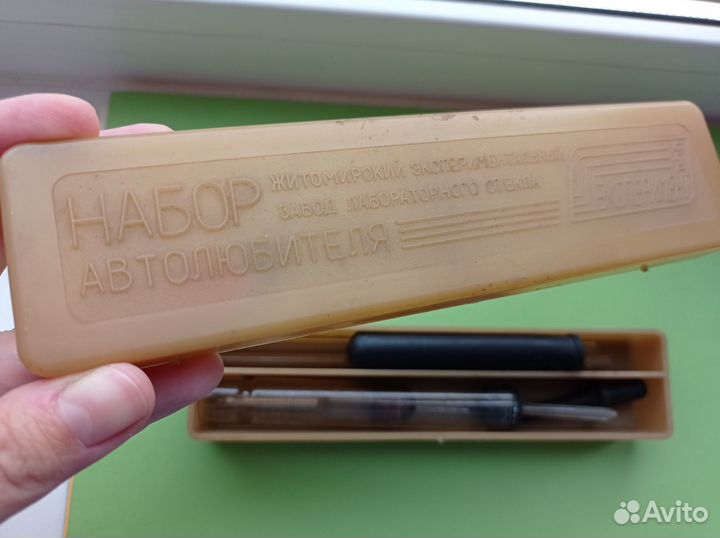 НАБОР
АВТОЛЮБИТЕЛЯ
ЖИТОМИРСКИЙ ЭКСПЕРИМЕНТАЛЬНЫЙ
ЗАВОД ЛАБОРАТОРНОГО СТЕКЛА
Avito